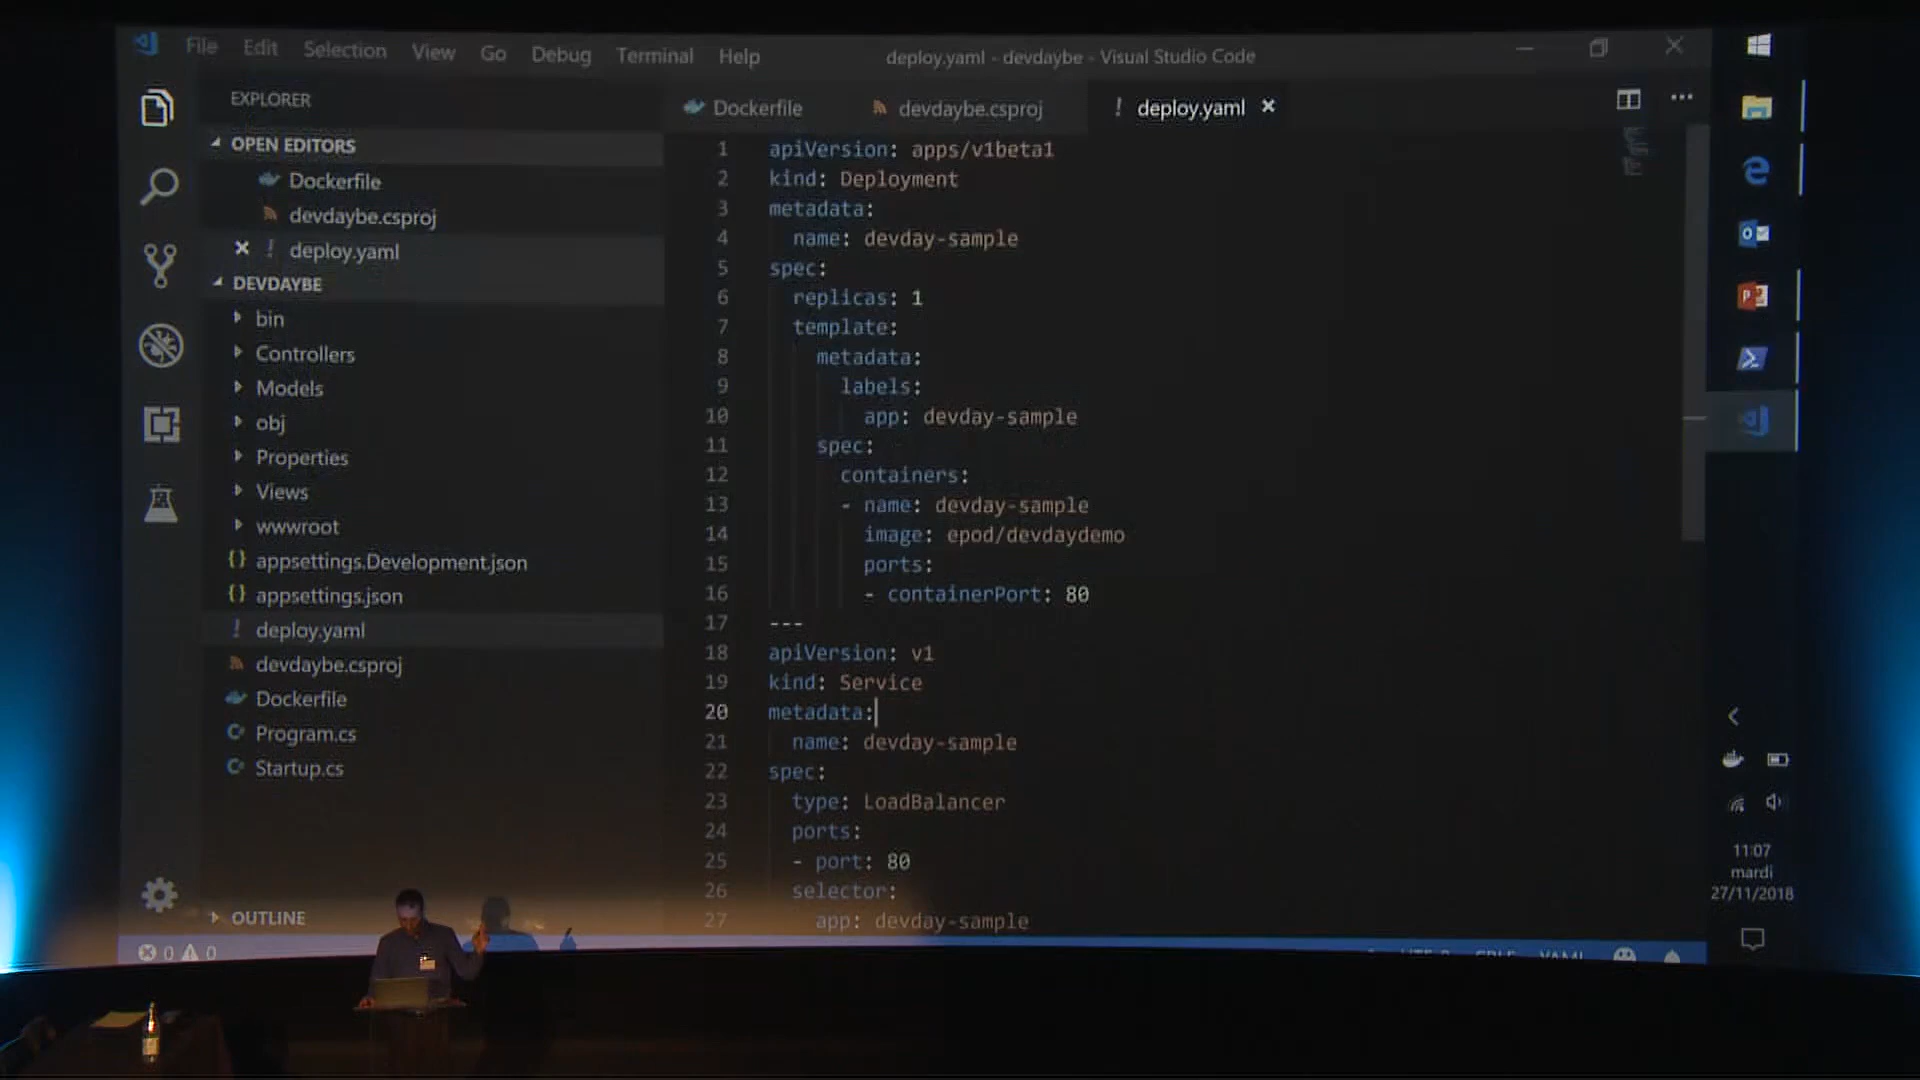 File Edit Selection View Go Debug Terminal Help
deploy.yaml - devdaybe - Visual Studio Code
EXPLORER
OPEN EDITORS
Dockerfile
devdaybe.csproj
deploy.yaml
DEVDAYBE
bin
Controllers
Models
obj
Properties
Views
wwwroot
{} appsettings.Development.json
{} appsettings.json
! deploy.yaml
devdaybe.csproj
Dockerfile
Program.cs
Startup.cs
OUTLINE
0 0
Dockerfile
devdaybe.csproj
! deploy.yaml
1 apiVersion: apps/v1beta1
2 kind: Deployment
3 metadata:
4 name: devday-sample
5 spec:
6 replicas: 1
7 template:
8 metadata:
9 labels:
10 app: devday-sample
11 spec:
12 containers:
13 - name: devday-sample
14 image: epod/devdaydemo
15 ports:
16 - containerPort: 80
17 ---
18 apiVersion: v1
19 kind: Service
20 metadata:
21 name: devday-sample
22 spec:
23 type: LoadBalancer
24 ports:
25 - port: 80
26 selector:
27 app: devday-sample
11:07
mardi
27/11/2018